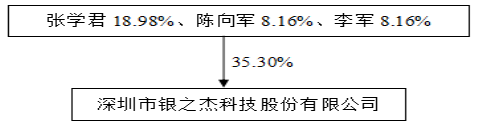 张学君 18.98%、陈向军 8.16%、李军 8.16%
35.30%
深圳市银之杰科技股份有限公司